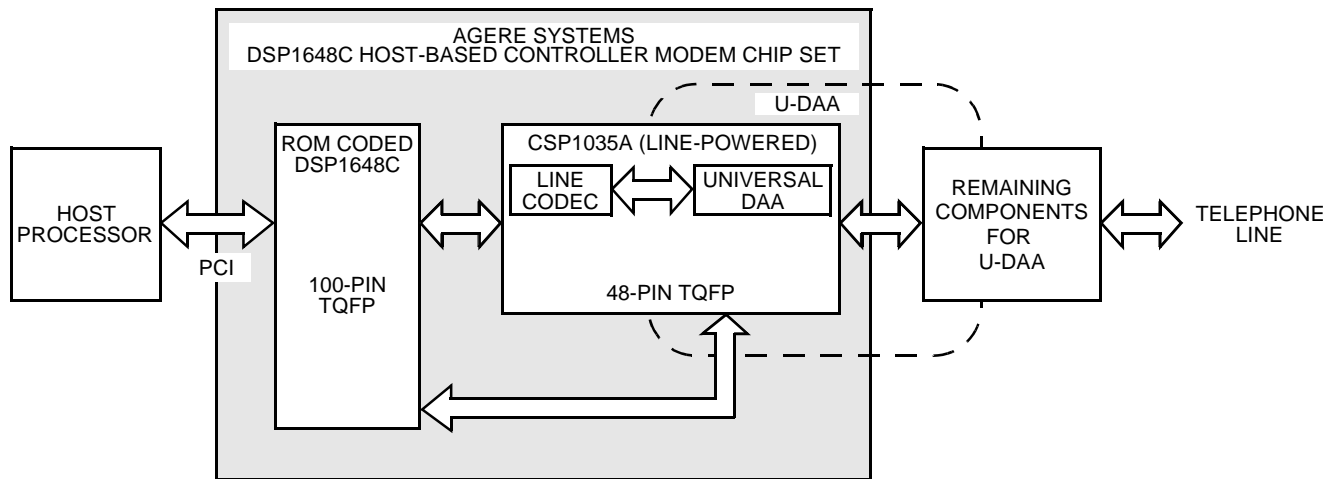 AGERE SYSTEMS
DSP1648C HOST-BASED CONTROLLER MODEM CHIP SET
U-DAA
HOST
PROCESSOR
PCI
ROM CODED
DSP1648C
100-PIN
TQFP
CSP1035A (LINE-POWERED)
LINE
CODEC
UNIVERSAL
DAA
48-PIN TQFP
REMAINING
COMPONENTS
FOR
U-DAA
TELEPHONE
LINE